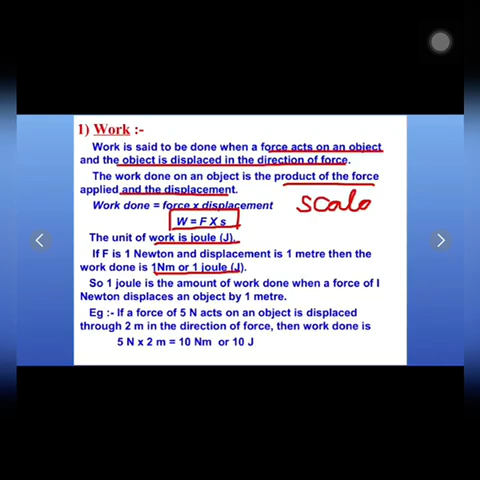 1) Work :-
Work is said to be done when a force acts on an object
and the object is displaced in the direction of force.
The work done on an object is the product of the force
applied and the displacement.
Work done = force x displacement
scalo
W = F X s
The unit of work is joule (J).
If F is 1 Newton and displacement is 1 metre then the
work done is 1Nm or 1 joule (J).
So 1 joule is the amount of work done when a force of I
Newton displaces an object by 1 metre.
Eg :- If a force of 5 N acts on an object is displaced
through 2 m in the direction of force, then work done is
5 N x 2 m = 10 Nm or 10 J